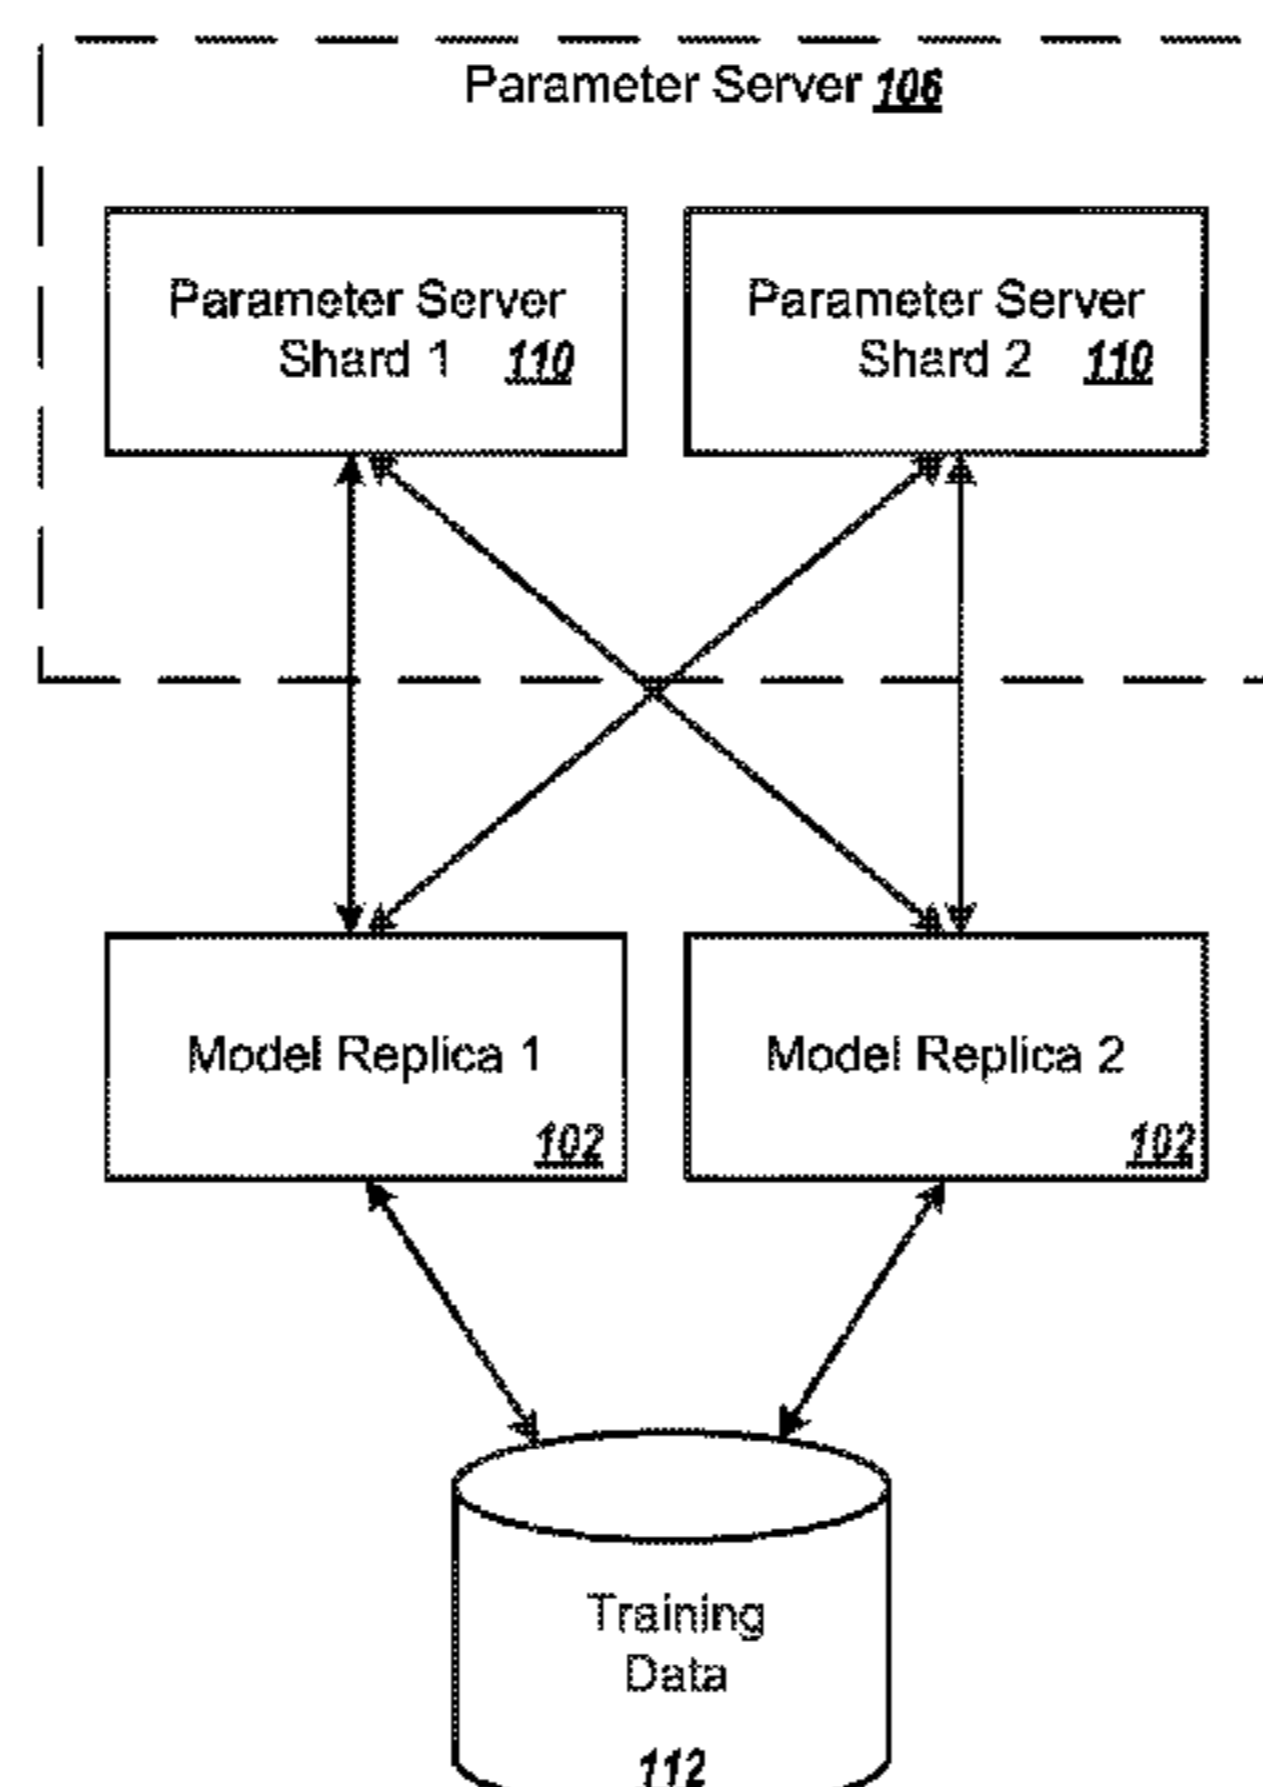 Parameter Server 106
Parameter Server
Shard 1 110
Parameter Server
Shard 2 110
Model Replica 1
102
Model Replica 2
102
Training
Data
112